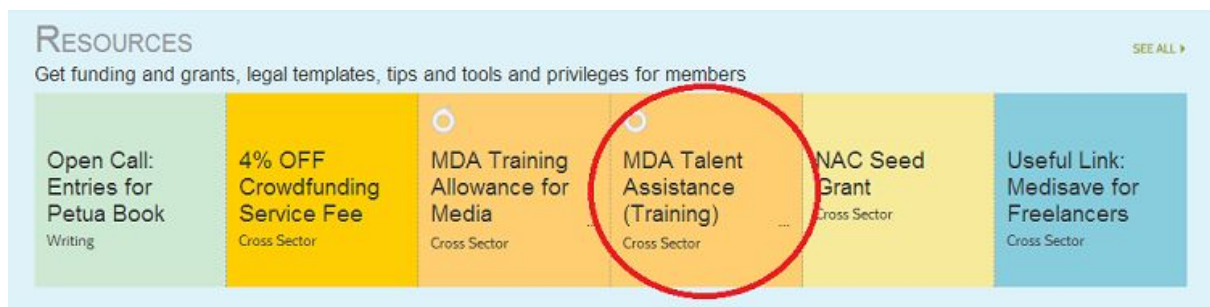 RESOURCES
SEE ALL
Get funding and grants, legal templates, tips and tools and privileges for members
Open Call:
Entries for
Petua Book
Writing
4% OFF
Crowdfunding
Service Fee
Cross Sector
MDA Training
Allowance for
Media
...
Cross Sector
MDA Talent
Assistance
(Training)
...
Cross Sector
NAC Seed
Grant
Cross Sector
Useful Link:
Medisave for
Freelancers
Cross Sector